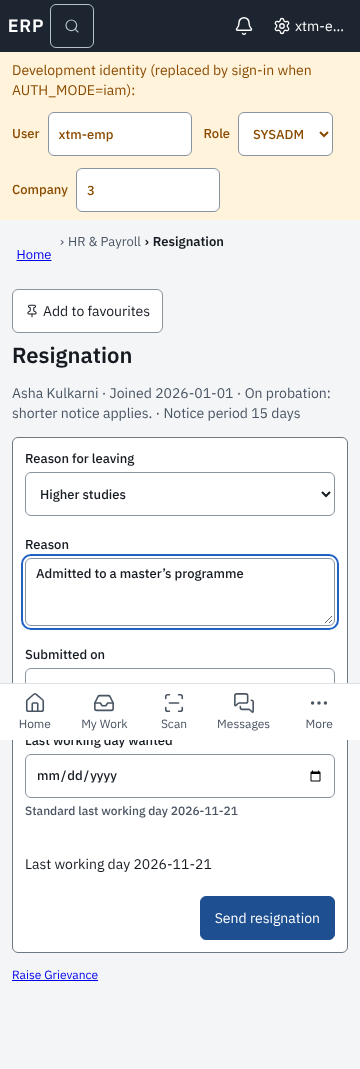 ERP
xtm-e...
Development identity (replaced by sign-in when
AUTH_MODE=iam):
User
xtm-emp
Role
SYSADM
Company
3
Home
› HR & Payroll › Resignation
Add to favourites
Resignation
Asha Kulkarni · Joined 2026-01-01 · On probation:
shorter notice applies. · Notice period 15 days
Reason for leaving
Higher studies
Reason
Admitted to a master’s programme
Submitted on
Home
My Work
Scan
Messages
More
Last working day wanted
mm/dd/yyyy
Standard last working day 2026-11-21
Last working day 2026-11-21
Send resignation
Raise Grievance